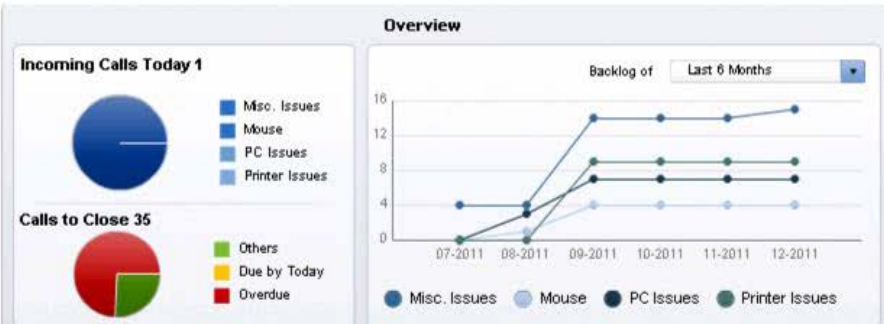 Overview
Incoming Calls Today 1
Misc. Issues
Mouse
PC Issues
Printer Issues
Calls to Close 35
Others
Due by Today
Overdue
Backlog of Last 6 Months
16
12
8
4
0
07-2011 08-2011 09-2011 10-2011 11-2011 12-2011
Misc. Issues Mouse PC Issues Printer Issues